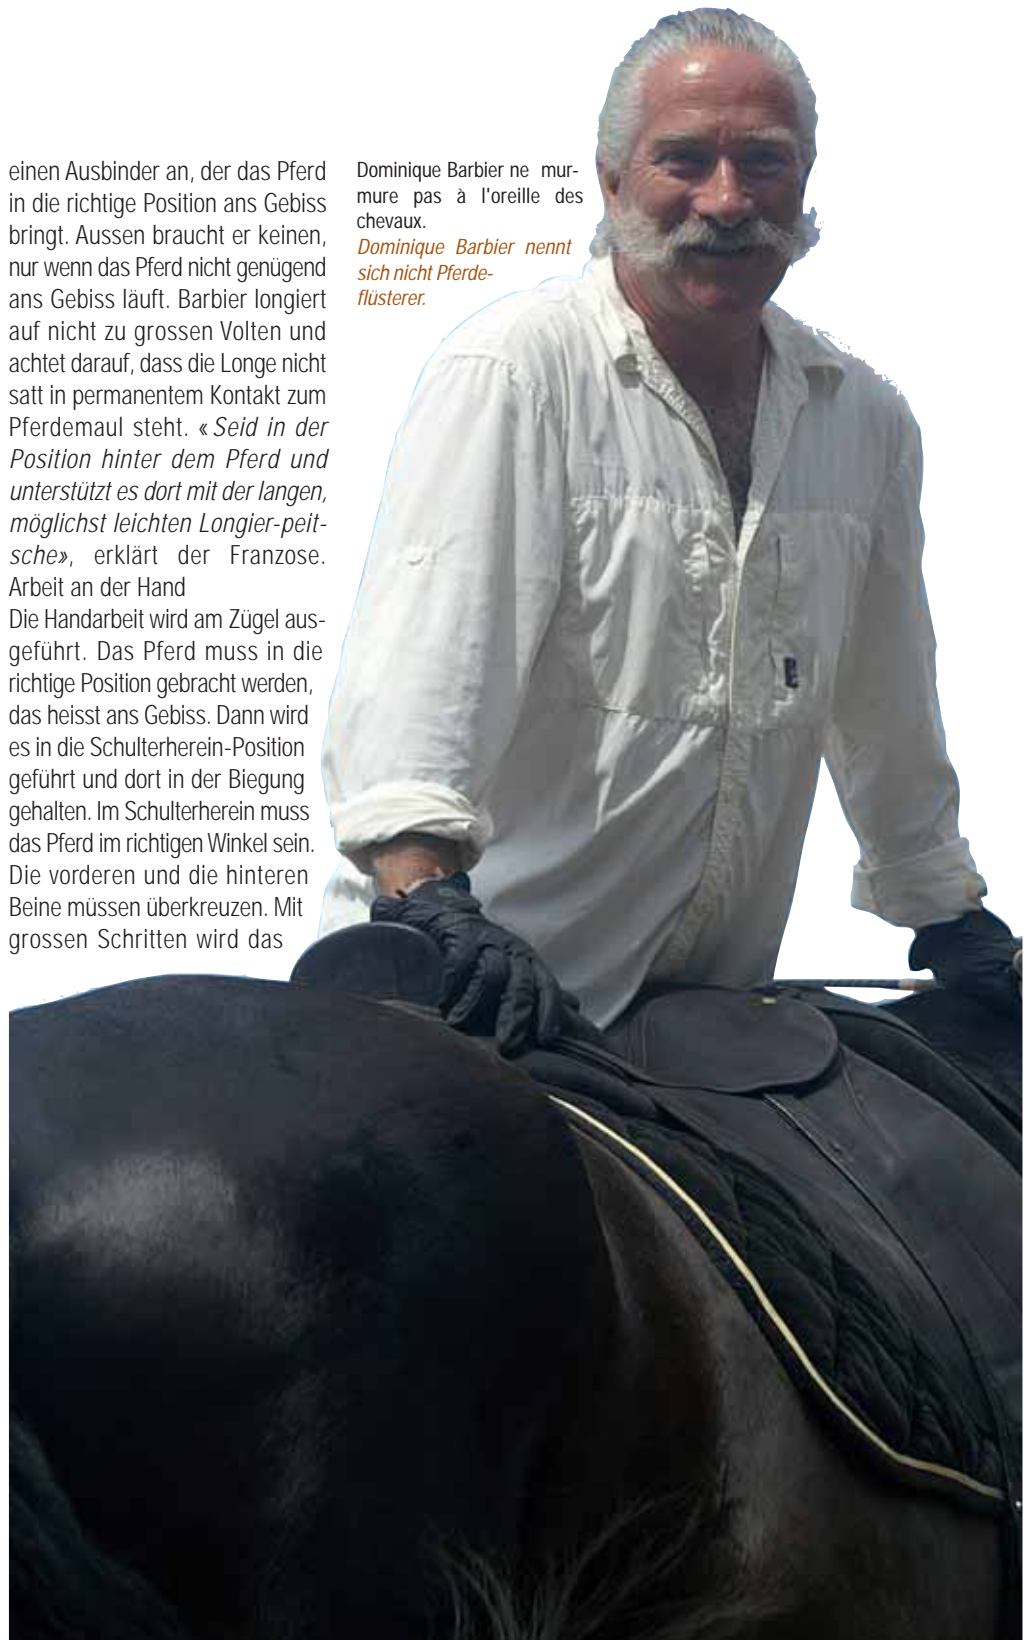 einen Ausbinder an, der das Pferd
in die richtige Position ans Gebiss
bringt. Aussen braucht er keinen,
nur wenn das Pferd nicht genügend
ans Gebiss läuft. Barbier longiert
auf nicht zu grossen Volten und
achtet darauf, dass die Longe nicht
satt in permanentem Kontakt zum
Pferdemaul steht. «Seid in der
Position hinter dem Pferd und
unterstützt es dort mit der langen,
möglichst leichten Longier-peit-
sche», erklärt der Franzose.
Arbeit an der Hand
Die Handarbeit wird am Zügel aus-
geführt. Das Pferd muss in die
richtige Position gebracht werden,
das heisst ans Gebiss. Dann wird
es in die Schulterherein-Position
geführt und dort in der Biegung
gehalten. Im Schulterherein muss
das Pferd im richtigen Winkel sein.
Die vorderen und die hinteren
Beine müssen überkreuzen. Mit
grossen Schritten wird das
Dominique Barbier ne mur-
mure pas à l'oreille des
chevaux.
Dominique Barbier nennt
sich nicht Pferde-
flüsterer.